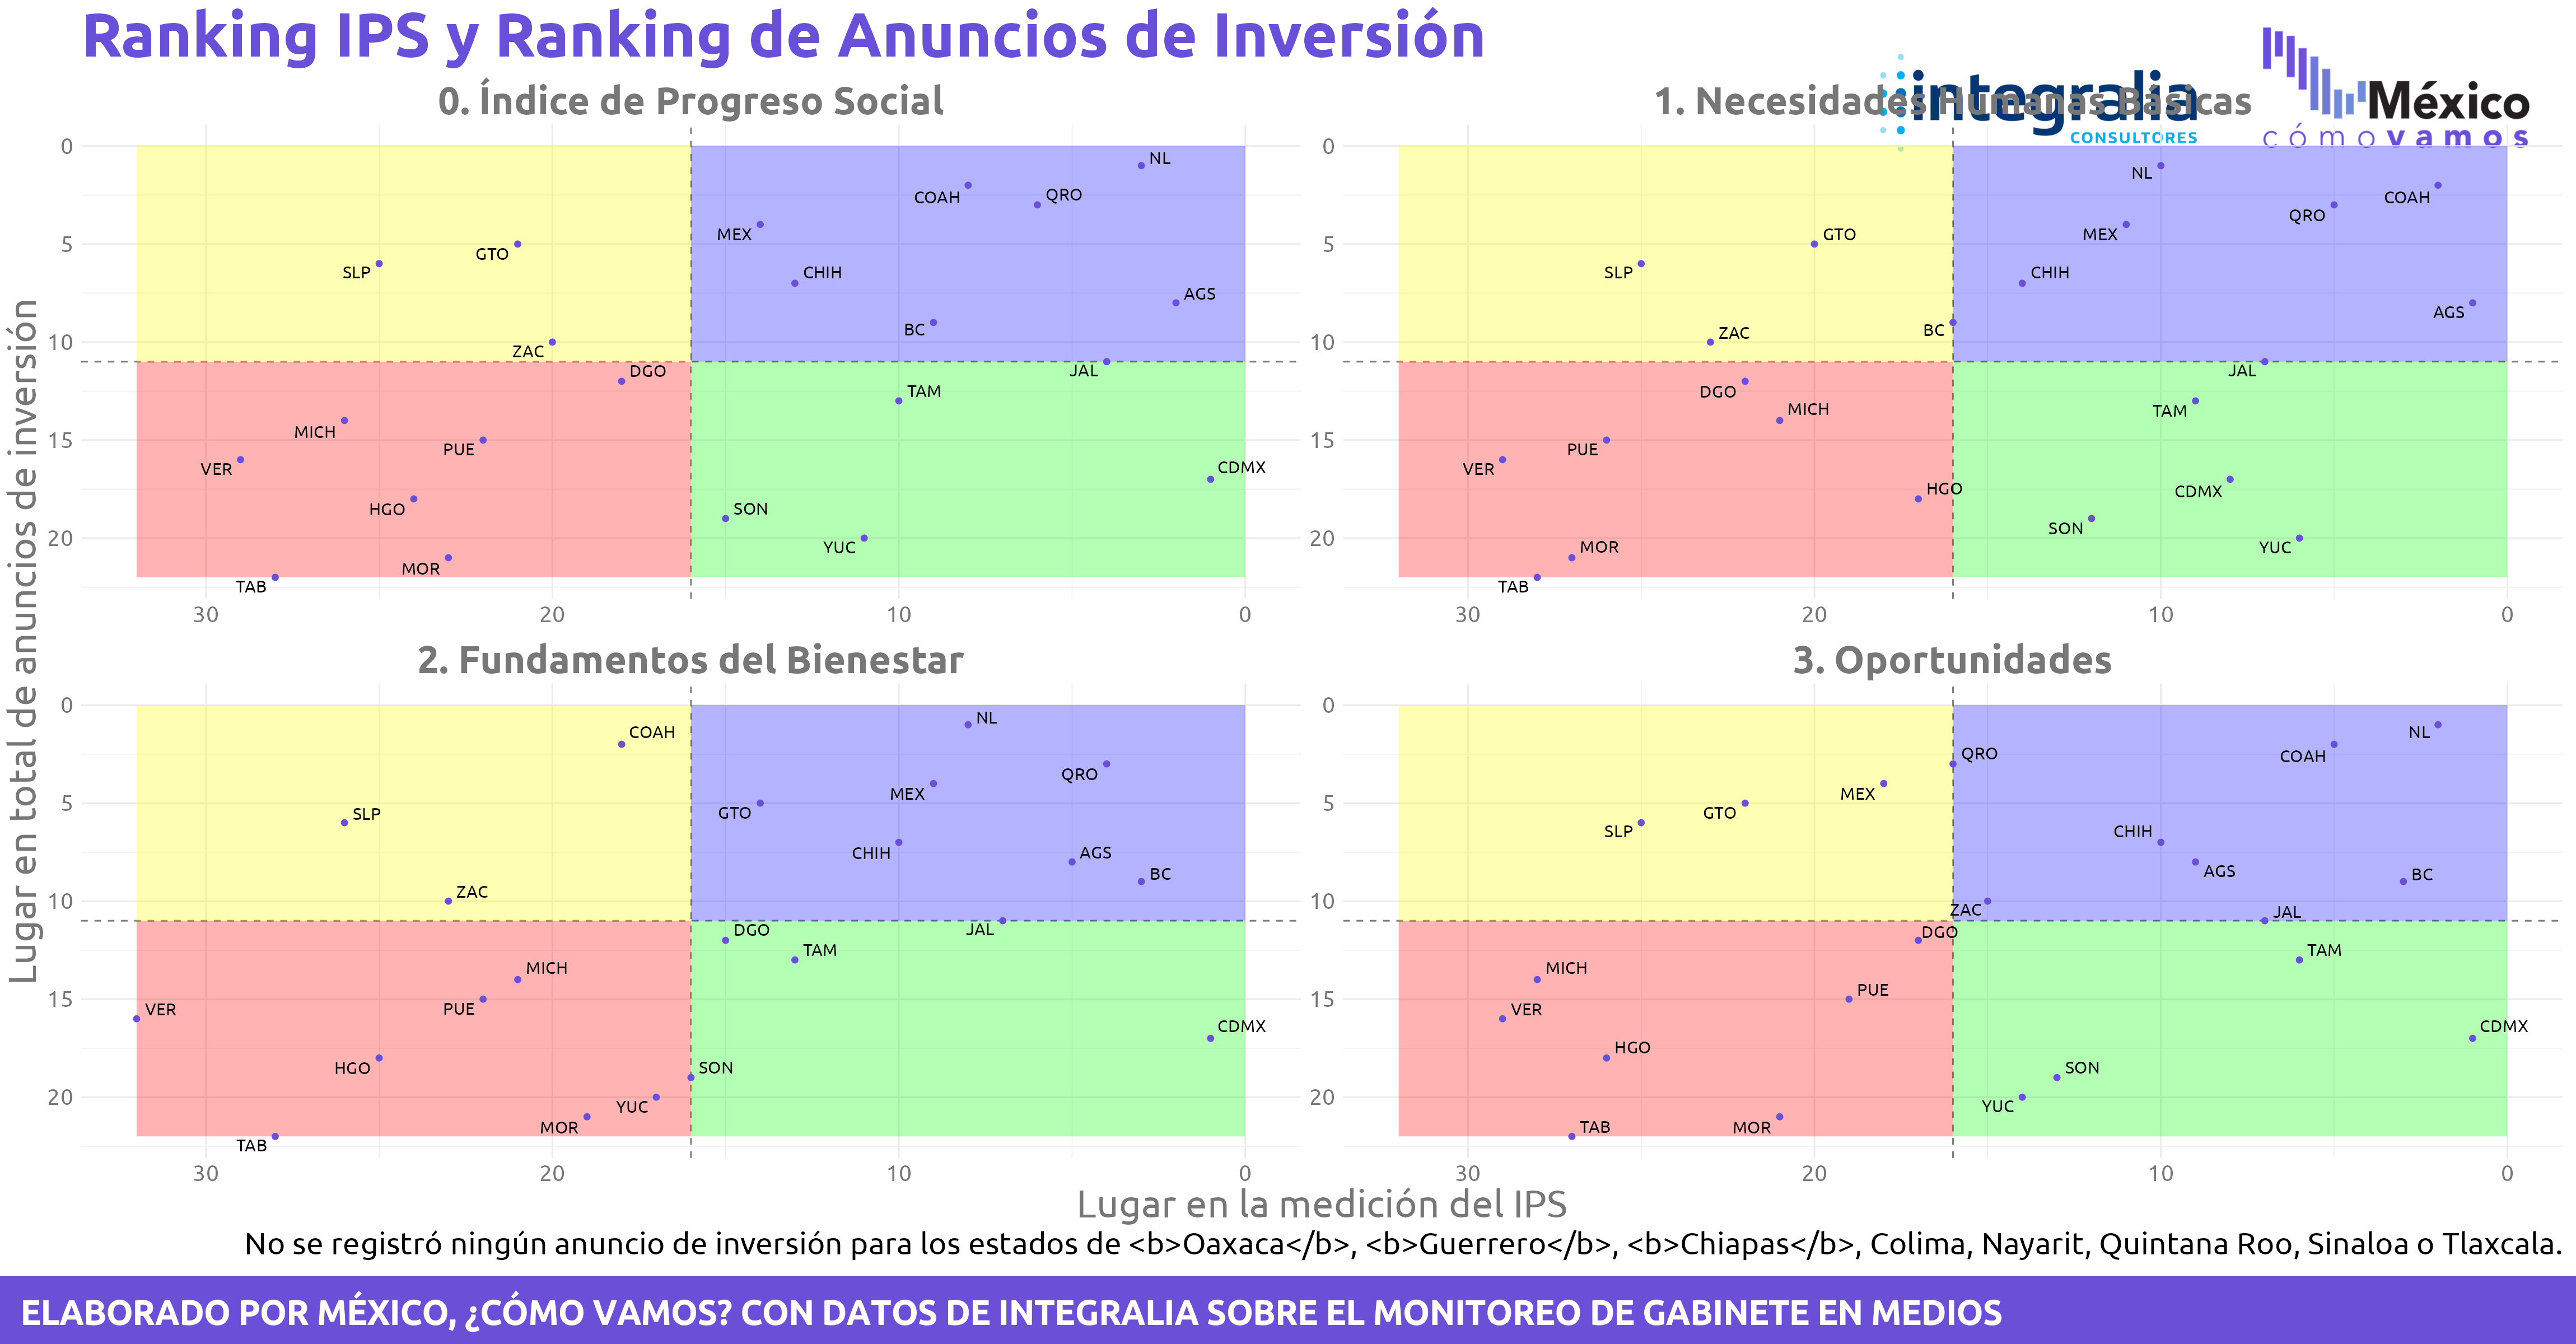 Ranking IPS y Ranking de Anuncios de Inversión
integralia
CONSULTORES
México
cómovamos
Lugar en total de anuncios de inversión
0. Índice de Progreso Social
0
5
10
15
20
NL
COAH
QRO
MEX
GTO
SLP
CHIH
AGS
BC
ZAC
JAL
DGO
TAM
MICH
PUE
VER
CDMX
HGO
SON
YUC
MOR
TAB
30
20
10
0
1. Necesidades Humanas Básicas
0
5
10
15
20
NL
COAH
QRO
MEX
GTO
SLP
CHIH
AGS
BC
ZAC
JAL
DGO
TAM
MICH
PUE
VER
CDMX
HGO
SON
YUC
MOR
TAB
30
20
10
0
2. Fundamentos del Bienestar
0
5
10
15
20
NL
COAH
QRO
MEX
GTO
SLP
CHIH
AGS
BC
ZAC
JAL
DGO
TAM
MICH
PUE
VER
CDMX
HGO
SON
YUC
MOR
TAB
30
20
10
0
3. Oportunidades
0
5
10
15
20
NL
COAH
QRO
MEX
GTO
SLP
CHIH
AGS
BC
ZAC
JAL
DGO
TAM
MICH
PUE
VER
CDMX
HGO
SON
YUC
MOR
TAB
30
20
10
0
Lugar en la medición del IPS
No se registró ningún anuncio de inversión para los estados de <b>Oaxaca</b>, <b>Guerrero</b>, <b>Chiapas</b>, Colima, Nayarit, Quintana Roo, Sinaloa o Tlaxcala.
ELABORADO POR MÉXICO, ¿CÓMO VAMOS? CON DATOS DE INTEGRALIA SOBRE EL MONITOREO DE GABINETE EN MEDIOS